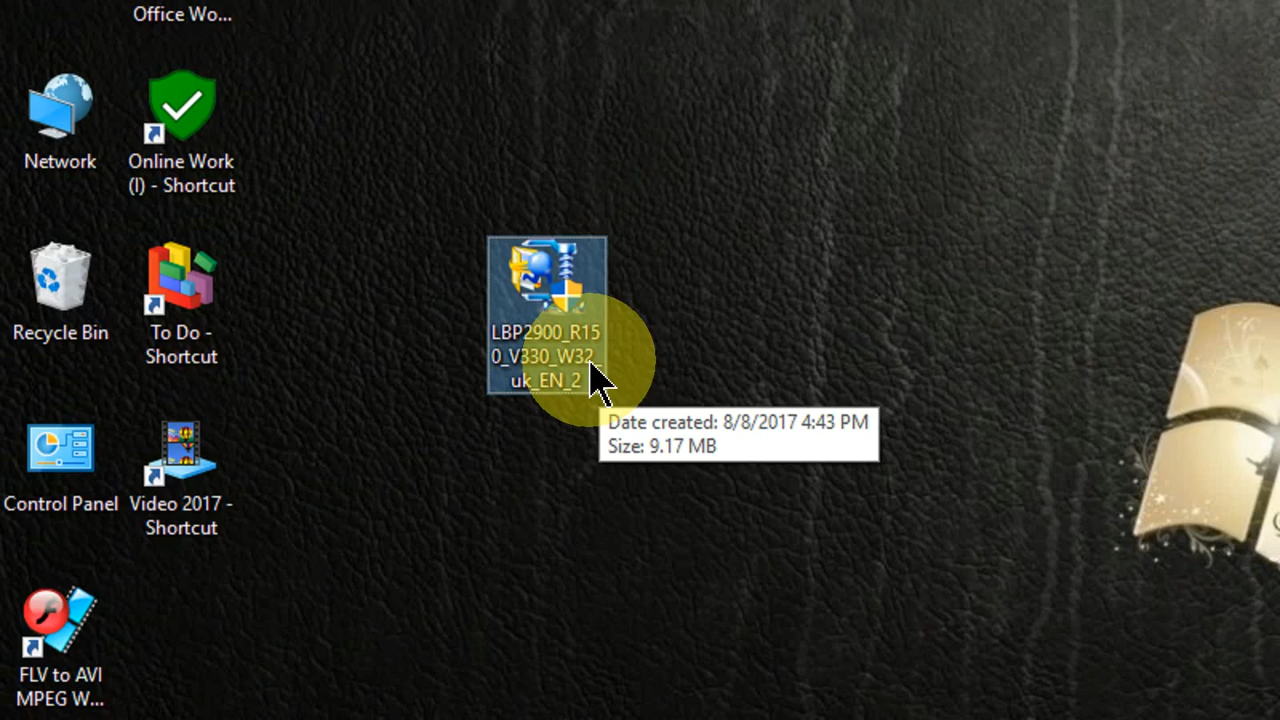 Office Wo...
Network
Online Work
(I) - Shortcut
Recycle Bin
To Do -
Shortcut
LBP2900_R15
0_V330_W32_
uk_EN_2
Date created: 8/8/2017 4:43 PM
Size: 9.17 MB
Control Panel
Video 2017 -
Shortcut
FLV to AVI
MPEG W...